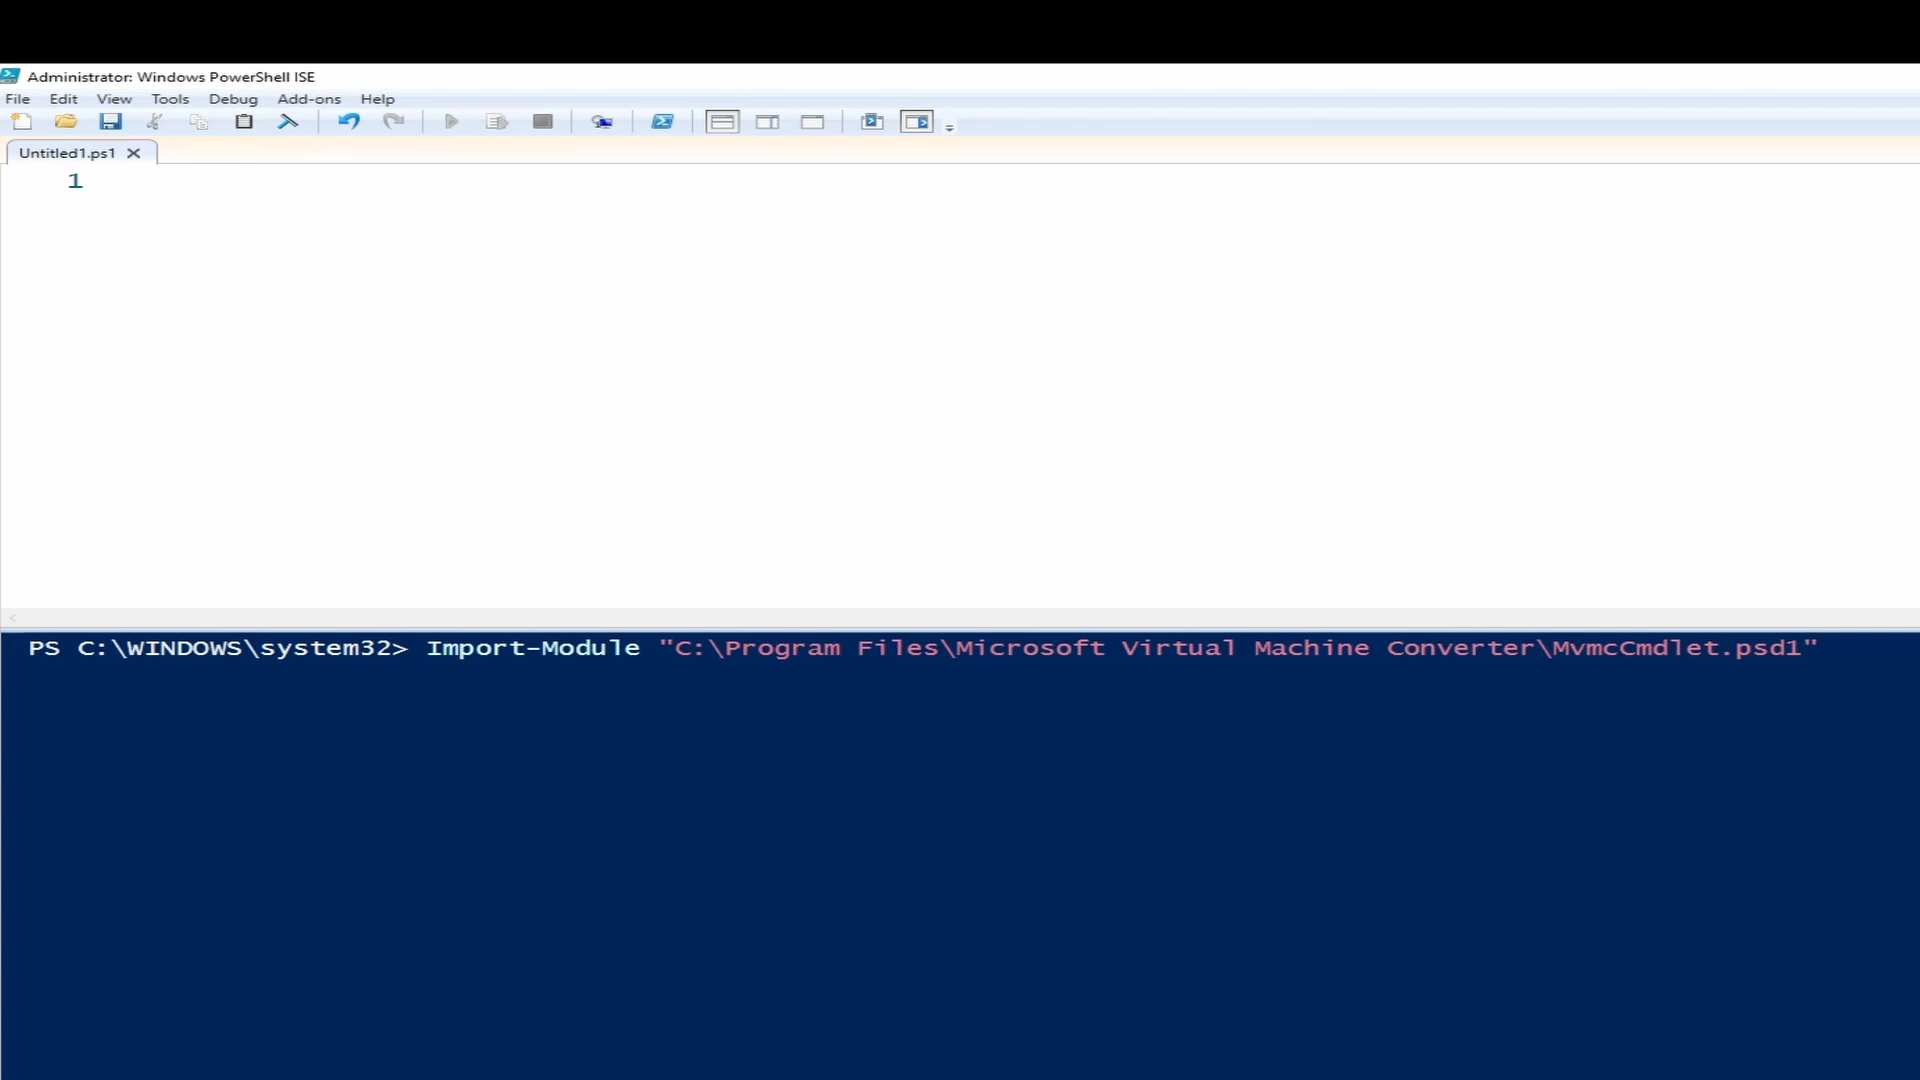 Administrator: Windows PowerShell ISE
File Edit View Tools Debug Add-ons Help
Untitled1.ps1
1
PS C:\WINDOWS\system32> Import-Module "C:\Program Files\Microsoft Virtual Machine Converter\MvmcCmdlet.psd1"